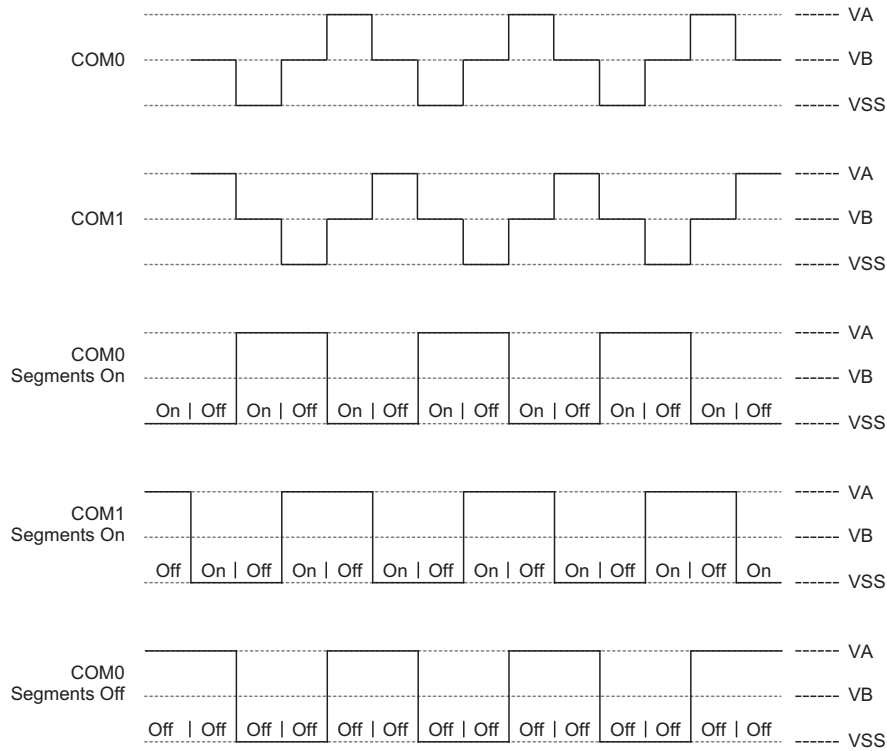 VA
COM0
VB
VSS
VA
COM1
VB
VSS
VA
COM0
Segments On
VB
On | Off | On | Off | On | Off | On | Off | On | Off | On | Off | On | Off
VSS
VA
COM1
Segments On
VB
Off | On | Off | On | Off | On | Off | On | Off | On | Off | On | Off | On
VSS
VA
COM0
Segments Off
VB
Off | Off | Off | Off | Off | Off | Off | Off | Off | Off | Off | Off | Off | Off
VSS